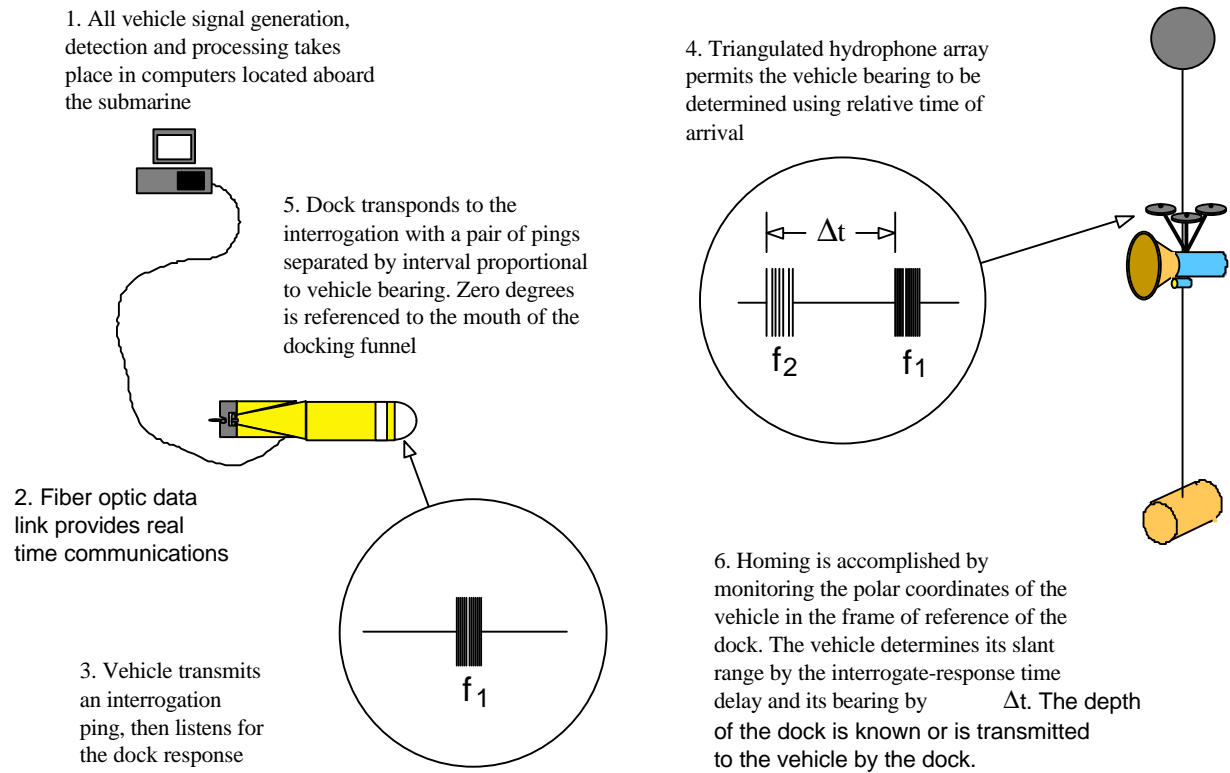 1. All vehicle signal generation,
detection and processing takes
place in computers located aboard
the submarine
2. Fiber optic data
link provides real
time communications
3. Vehicle transmits
an interrogation
ping, then listens for
the dock response
f1
4. Triangulated hydrophone array
permits the vehicle bearing to be
determined using relative time of
arrival
Δt
f2 f1
5. Dock transponds to the
interrogation with a pair of pings
separated by interval proportional
to vehicle bearing. Zero degrees
is referenced to the mouth of the
docking funnel
6. Homing is accomplished by
monitoring the polar coordinates of the
vehicle in the frame of reference of the
dock. The vehicle determines its slant
range by the interrogate-response time
delay and its bearing by Δt. The depth
of the dock is known or is transmitted
to the vehicle by the dock.